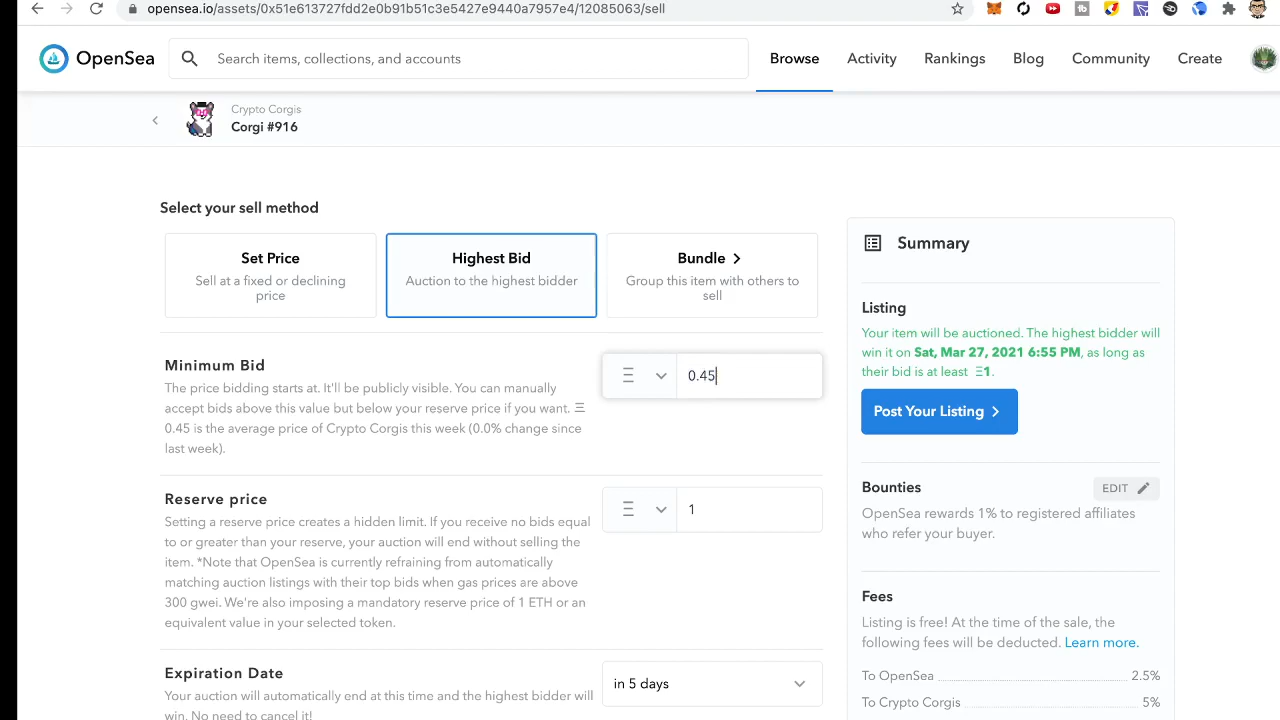 opensea.io/assets/0x51e613727fdd2e0b91b51c3e5427e9440a7957e4/12085063/sell
OpenSea
Search items, collections, and accounts
Browse
Activity
Rankings
Blog
Community
Create
Crypto Corgis
Corgi #916
Select your sell method
Set Price
Sell at a fixed or declining
price
Highest Bid
Auction to the highest bidder
Bundle
Group this item with others to
sell
Minimum Bid
The price bidding starts at. It'll be publicly visible. You can manually
accept bids above this value but below your reserve price if you want. Ξ
0.45 is the average price of Crypto Corgis this week (0.0% change since
last week).
Ξ
0.45
Reserve price
Setting a reserve price creates a hidden limit. If you receive no bids equal
to or greater than your reserve, your auction will end without selling the
item. *Note that OpenSea is currently refraining from automatically
matching auction listings with their top bids when gas prices are above
300 gwei. We're also imposing a mandatory reserve price of 1 ETH or an
equivalent value in your selected token.
Ξ
1
Expiration Date
Your auction will automatically end at this time and the highest bidder will
win. No need to cancel it!
in 5 days
Summary
Listing
Your item will be auctioned. The highest bidder will
win it on Sat, Mar 27, 2021 6:55 PM, as long as
their bid is at least Ξ1.
Post Your Listing
Bounties
EDIT
OpenSea rewards 1% to registered affiliates
who refer your buyer.
Fees
Listing is free! At the time of the sale, the
following fees will be deducted. Learn more.
To OpenSea 2.5%
To Crypto Corgis 5%